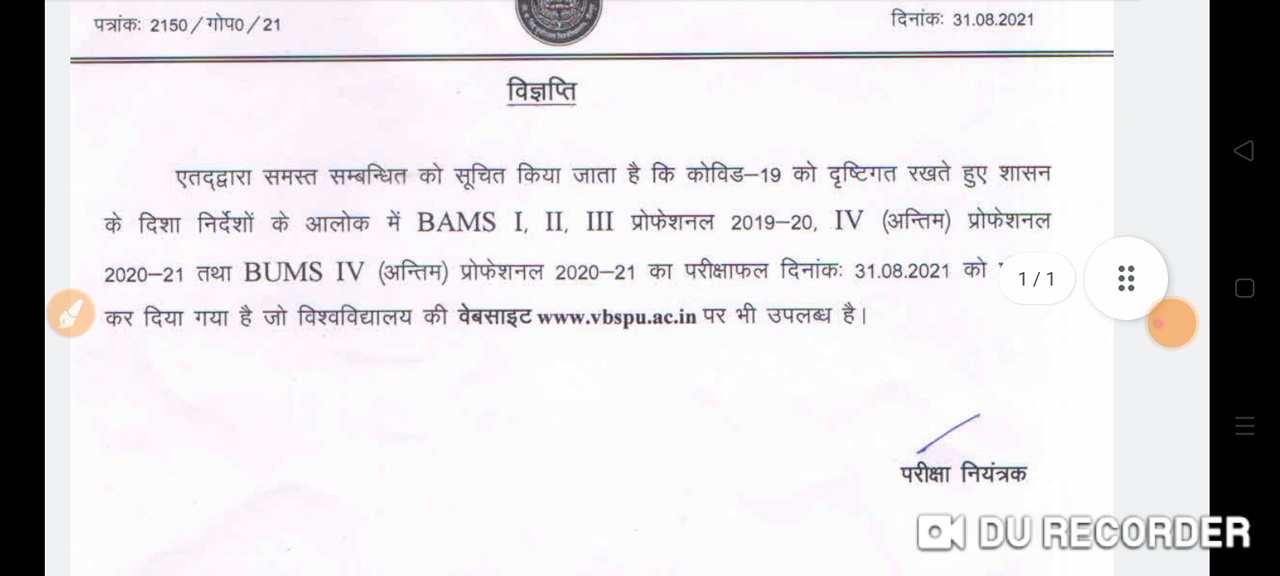 पत्रांक: 2150/गोप0/21
दिनांक: 31.08.2021
विज्ञप्ति
एतद्द्वारा समस्त सम्बन्धित को सूचित किया जाता है कि कोविड-19 को दृष्टिगत रखते हुए शासन
के दिशा निर्देशों के आलोक में BAMS I, II, III प्रोफेशनल 2019-20, IV (अन्तिम) प्रोफेशनल
2020-21 तथा BUMS IV (अन्तिम) प्रोफेशनल 2020-21 का परीक्षाफल दिनांक: 31.08.2021 को
1/1
कर दिया गया है जो विश्वविद्यालय की वेबसाइट www.vbspu.ac.in पर भी उपलब्ध है।
परीक्षा नियंत्रक
DU RECORDER